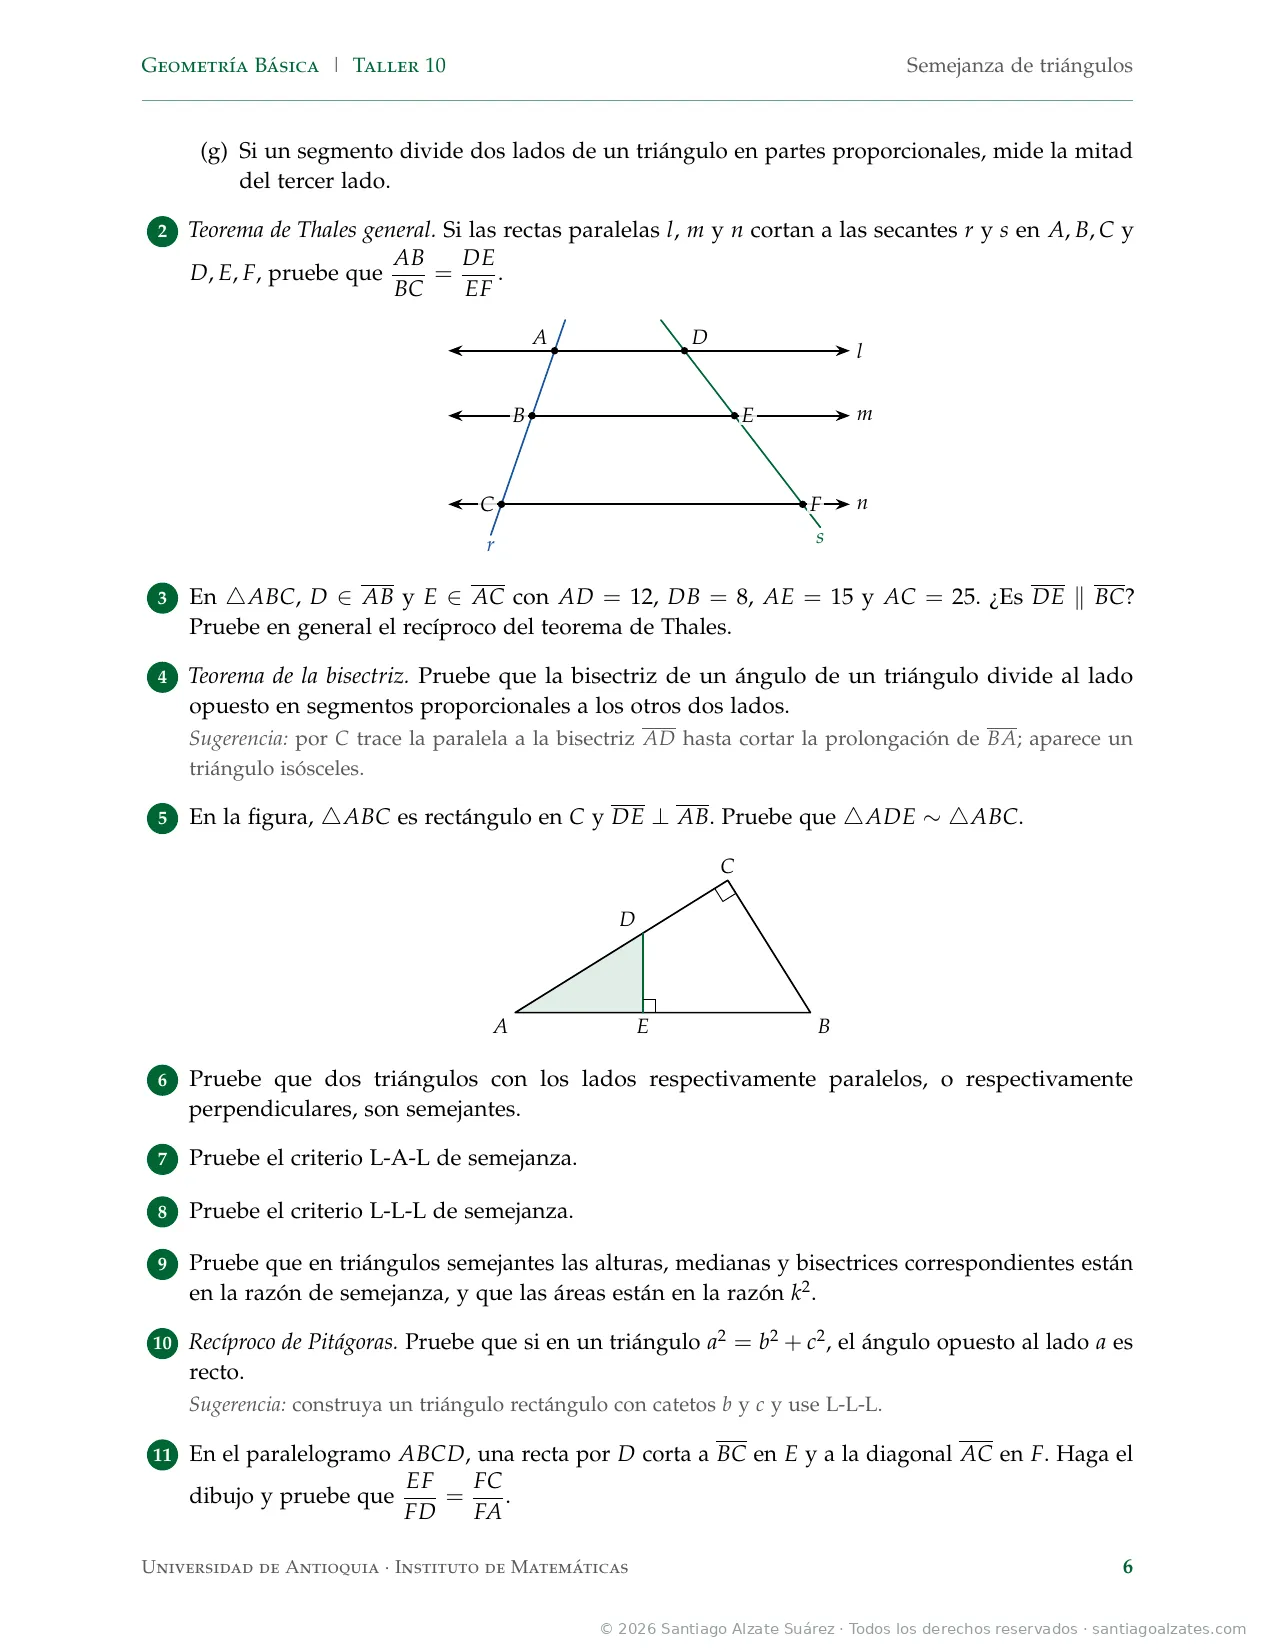 Geometría Básica | Taller 10
Semejanza de triángulos
(g) Si un segmento divide dos lados de un triángulo en partes proporcionales, mide la mitad
del tercer lado.
2 Teorema de Thales general. Si las rectas paralelas l, m y n cortan a las secantes r y s en A, B, C y
D, E, F, pruebe que AB/BC = DE/EF.
A D l
B E m
C F n
r s
3 En △ABC, D ∈ A̅B̅ y E ∈ A̅C̅ con AD = 12, DB = 8, AE = 15 y AC = 25. ¿Es D̅E̅ ∥ B̅C̅?
Pruebe en general el recíproco del teorema de Thales.
4 Teorema de la bisectriz. Pruebe que la bisectriz de un ángulo de un triángulo divide al lado
opuesto en segmentos proporcionales a los otros dos lados.
Sugerencia: por C trace la paralela a la bisectriz A̅D̅ hasta cortar la prolongación de B̅A̅; aparece un
triángulo isósceles.
5 En la figura, △ABC es rectángulo en C y D̅E̅ ⊥ A̅B̅. Pruebe que △ADE ∼ △ABC.
C
D
A E B
6 Pruebe que dos triángulos con los lados respectivamente paralelos, o respectivamente
perpendiculares, son semejantes.
7 Pruebe el criterio L-A-L de semejanza.
8 Pruebe el criterio L-L-L de semejanza.
9 Pruebe que en triángulos semejantes las alturas, medianas y bisectrices correspondientes están
en la razón de semejanza, y que las áreas están en la razón k².
10 Recíproco de Pitágoras. Pruebe que si en un triángulo a² = b² + c², el ángulo opuesto al lado a es
recto.
Sugerencia: construya un triángulo rectángulo con catetos b y c y use L-L-L.
11 En el paralelogramo ABCD, una recta por D corta a B̅C̅ en E y a la diagonal A̅C̅ en F. Haga el
dibujo y pruebe que EF/FD = FC/FA.
Universidad de Antioquia · Instituto de Matemáticas
6
© 2026 Santiago Alzate Suárez · Todos los derechos reservados · santiagoalzates.com